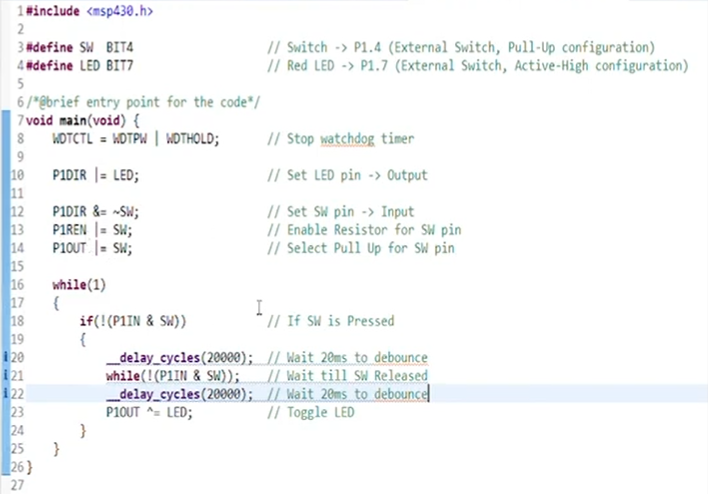 1 #include <msp430.h>
2
3 #define SW  BIT4                    // Switch -> P1.4 (External Switch, Pull-Up configuration)
4 #define LED BIT7                    // Red LED -> P1.7 (External Switch, Active-High configuration)
5
6 /*@brief entry point for the code*/
7 void main(void) {
8     WDTCTL = WDTPW | WDTHOLD;       // Stop watchdog timer
9
10     P1DIR |= LED;                   // Set LED pin -> Output
11
12     P1DIR &= ~SW;                   // Set SW pin -> Input
13     P1REN |= SW;                    // Enable Resistor for SW pin
14     P1OUT |= SW;                    // Select Pull Up for SW pin
15
16     while(1)
17     {
18         if(!(P1IN & SW))            // If SW is Pressed
19         {
i 20             __delay_cycles(20000);  // Wait 20ms to debounce
i 21             while(!(P1IN & SW));    // Wait till SW Released
i 22             __delay_cycles(20000);  // Wait 20ms to debounce
23             P1OUT ^= LED;           // Toggle LED
24         }
25     }
26 }
27